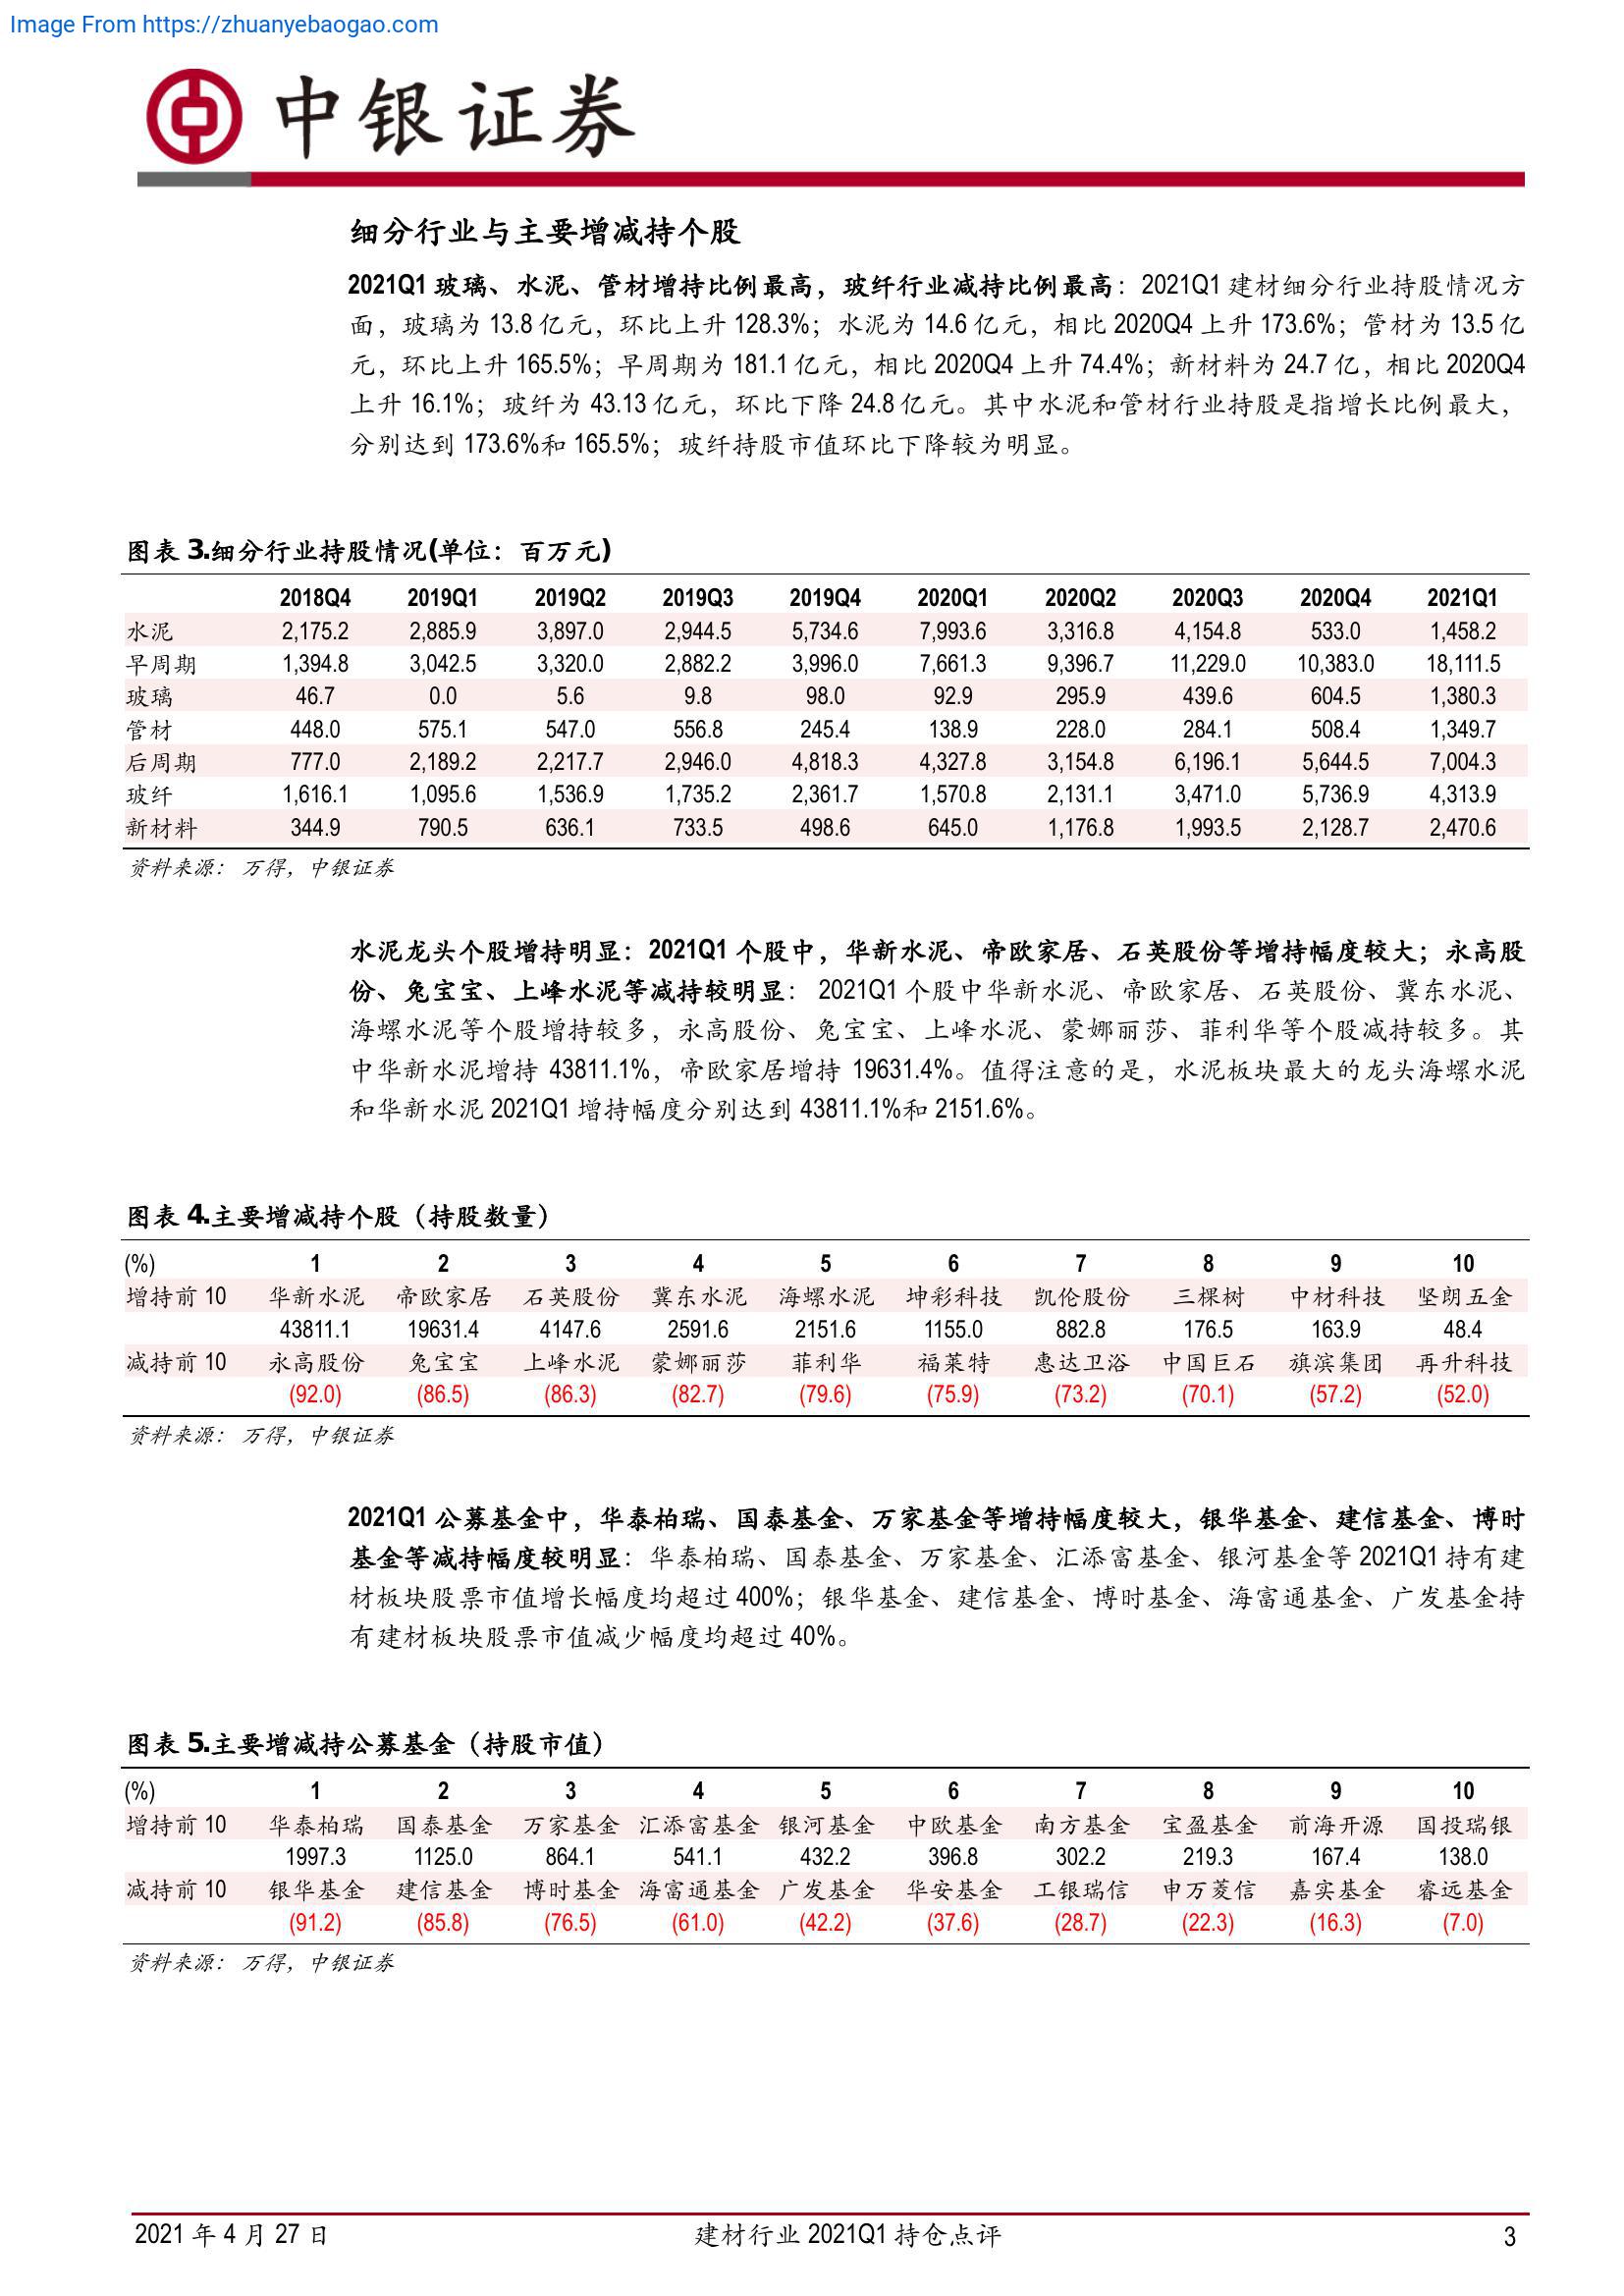 Image From https://zhuanyebaogao.com
中银证券
细分行业与主要增减持个股
2021Q1 玻璃、水泥、管材增持比例最高，玻纤行业减持比例最高：2021Q1 建材细分行业持股情况方
面，玻璃为 13.8 亿元，环比上升 128.3%；水泥为 14.6 亿元，相比 2020Q4 上升 173.6%；管材为 13.5 亿
元，环比上升 165.5%；早周期为 181.1 亿元，相比 2020Q4 上升 74.4%；新材料为 24.7 亿，相比 2020Q4
上升 16.1%；玻纤为 43.13 亿元，环比下降 24.8 亿元。其中水泥和管材行业持股是指增长比例最大，
分别达到 173.6%和 165.5%；玻纤持股市值环比下降较为明显。
图表 3.细分行业持股情况(单位：百万元)
2018Q4 2019Q1 2019Q2 2019Q3 2019Q4 2020Q1 2020Q2 2020Q3 2020Q4 2021Q1
水泥 2,175.2 2,885.9 3,897.0 2,944.5 5,734.6 7,993.6 3,316.8 4,154.8 533.0 1,458.2
早周期 1,394.8 3,042.5 3,320.0 2,882.2 3,996.0 7,661.3 9,396.7 11,229.0 10,383.0 18,111.5
玻璃 46.7 0.0 5.6 9.8 98.0 92.9 295.9 439.6 604.5 1,380.3
管材 448.0 575.1 547.0 556.8 245.4 138.9 228.0 284.1 508.4 1,349.7
后周期 777.0 2,189.2 2,217.7 2,946.0 4,818.3 4,327.8 3,154.8 6,196.1 5,644.5 7,004.3
玻纤 1,616.1 1,095.6 1,536.9 1,735.2 2,361.7 1,570.8 2,131.1 3,471.0 5,736.9 4,313.9
新材料 344.9 790.5 636.1 733.5 498.6 645.0 1,176.8 1,993.5 2,128.7 2,470.6
资料来源：万得，中银证券
水泥龙头个股增持明显：2021Q1 个股中，华新水泥、帝欧家居、石英股份等增持幅度较大；永高股
份、兔宝宝、上峰水泥等减持较明显： 2021Q1 个股中华新水泥、帝欧家居、石英股份、冀东水泥、
海螺水泥等个股增持较多，永高股份、兔宝宝、上峰水泥、蒙娜丽莎、菲利华等个股减持较多。其
中华新水泥增持 43811.1%，帝欧家居增持 19631.4%。值得注意的是，水泥板块最大的龙头海螺水泥
和华新水泥 2021Q1 增持幅度分别达到 43811.1%和 2151.6%。
图表 4.主要增减持个股（持股数量）
(%) 1 2 3 4 5 6 7 8 9 10
增持前 10 华新水泥 帝欧家居 石英股份 冀东水泥 海螺水泥 坤彩科技 凯伦股份 三棵树 中材科技 坚朗五金
43811.1 19631.4 4147.6 2591.6 2151.6 1155.0 882.8 176.5 163.9 48.4
减持前 10 永高股份 兔宝宝 上峰水泥 蒙娜丽莎 菲利华 福莱特 惠达卫浴 中国巨石 旗滨集团 再升科技
(92.0) (86.5) (86.3) (82.7) (79.6) (75.9) (73.2) (70.1) (57.2) (52.0)
资料来源：万得，中银证券
2021Q1 公募基金中，华泰柏瑞、国泰基金、万家基金等增持幅度较大，银华基金、建信基金、博时
基金等减持幅度较明显：华泰柏瑞、国泰基金、万家基金、汇添富基金、银河基金等 2021Q1 持有建
材板块股票市值增长幅度均超过 400%；银华基金、建信基金、博时基金、海富通基金、广发基金持
有建材板块股票市值减少幅度均超过 40%。
图表 5.主要增减持公募基金（持股市值）
(%) 1 2 3 4 5 6 7 8 9 10
增持前 10 华泰柏瑞 国泰基金 万家基金 汇添富基金 银河基金 中欧基金 南方基金 宝盈基金 前海开源 国投瑞银
1997.3 1125.0 864.1 541.1 432.2 396.8 302.2 219.3 167.4 138.0
减持前 10 银华基金 建信基金 博时基金 海富通基金 广发基金 华安基金 工银瑞信 申万菱信 嘉实基金 睿远基金
(91.2) (85.8) (76.5) (61.0) (42.2) (37.6) (28.7) (22.3) (16.3) (7.0)
资料来源：万得，中银证券
2021 年 4 月 27 日 建材行业 2021Q1 持仓点评 3